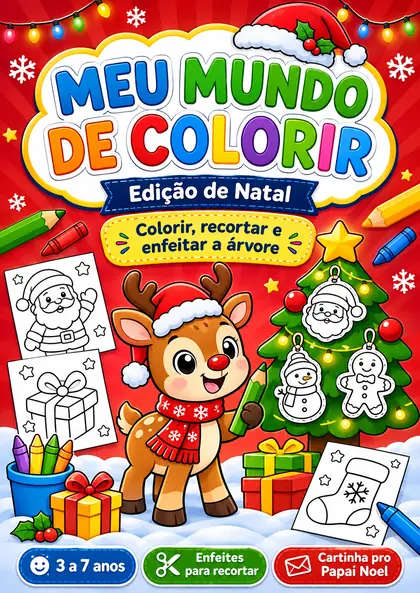 MEU MUNDO
DE COLORIR
Edição de Natal
Colorir, recortar e
enfeitar a árvore
3 a 7 anos
Enfeites
para recortar
Cartinha pro
Papai Noel